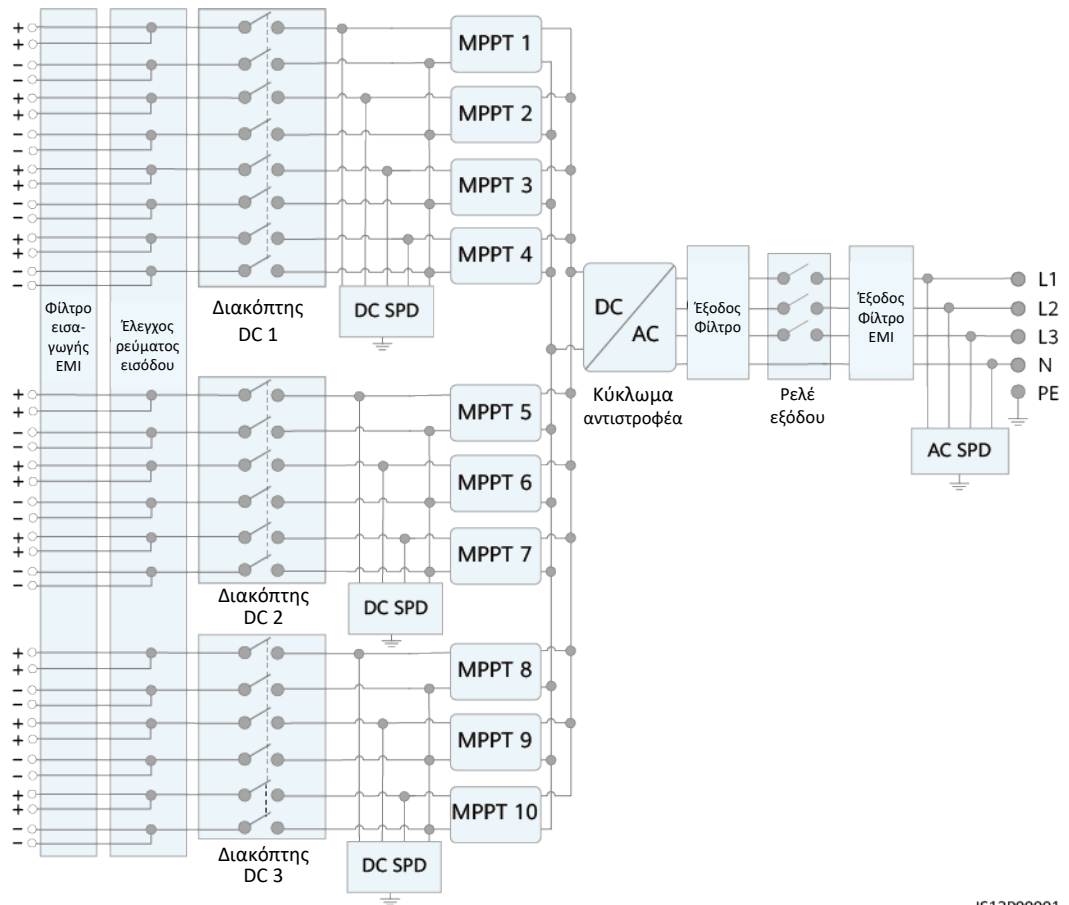 +
+
−
−
+
+
−
−
+
+
−
−
+
+
−
−
MPPT 1
MPPT 2
MPPT 3
MPPT 4
Φίλτρο
εισα-
γωγής
EMI
Έλεγχος
ρεύματος
εισόδου
Διακόπτης
DC 1
DC SPD
DC
AC
Κύκλωμα
αντιστροφέα
Έξοδος
Φίλτρο
Ρελέ
εξόδου
Έξοδος
Φίλτρο
EMI
L1
L2
L3
N
PE
AC SPD
+
+
−
−
+
+
−
−
+
+
−
−
MPPT 5
MPPT 6
MPPT 7
Διακόπτης
DC 2
DC SPD
+
+
−
−
+
+
−
−
+
+
−
−
MPPT 8
MPPT 9
MPPT 10
Διακόπτης
DC 3
DC SPD